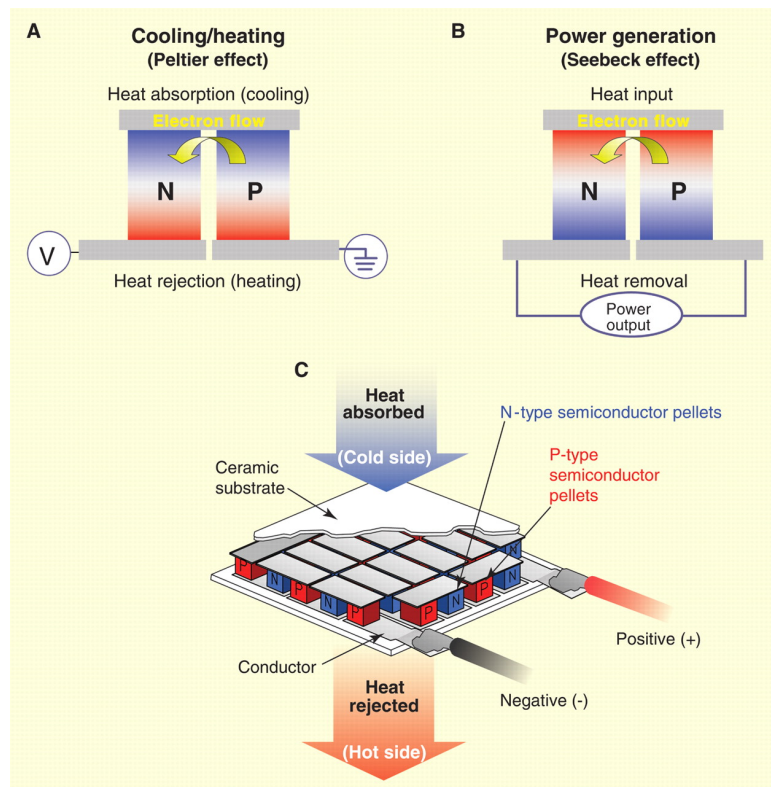 A
Cooling/heating
(Peltier effect)
Heat absorption (cooling)
Electron flow
N
P
V
Heat rejection (heating)
B
Power generation
(Seebeck effect)
Heat input
Electron flow
N
P
Heat removal
Power
output
C
Heat
absorbed
(Cold side)
N-type semiconductor pellets
P-type
semiconductor
pellets
Ceramic
substrate
N
N
P
N
P
N
P
P
N
P
Positive (+)
Conductor
Negative (-)
Heat
rejected
(Hot side)